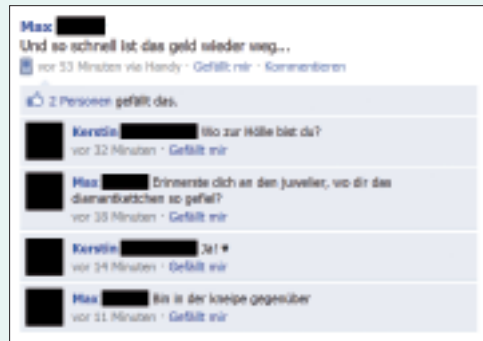 Max
Und so schnell ist das geld wieder weg...
vor 53 Minuten via Handy · Gefällt mir · Kommentieren
2 Personen gefällt das.
Kerstin Wo zur Hölle bist du?
vor 32 Minuten · Gefällt mir
Max Erinnerste dich an den juwelier, wo dir das
diamantkettchen so gefiel?
vor 18 Minuten · Gefällt mir
Kerstin Ja! ♥
vor 14 Minuten · Gefällt mir
Max Bin in der kneipe gegenüber
vor 11 Minuten · Gefällt mir